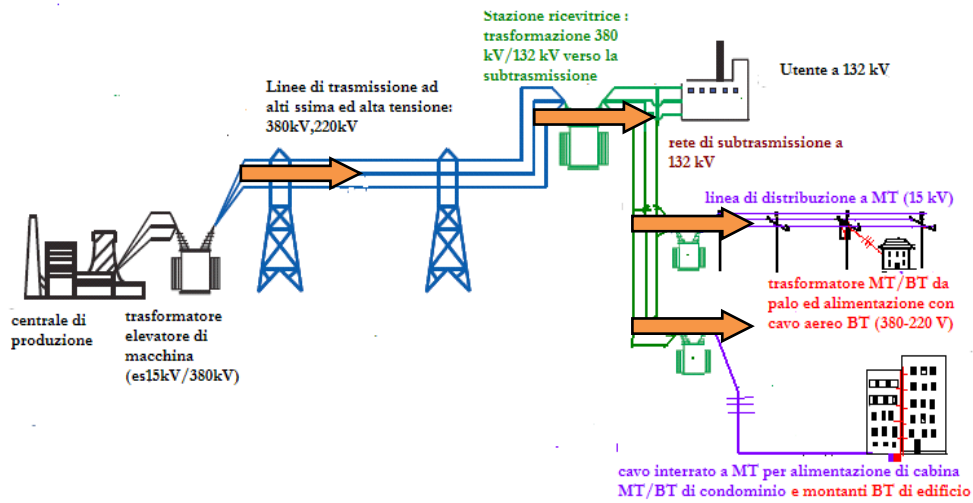 Stazione ricevitrice :
trasformazione 380
kV/132 kV verso la
subtrasmissione
Utente a 132 kV
Linee di trasmissione ad
alti ssima ed alta tensione:
380kV,220kV
rete di subtrasmissione a
132 kV
linea di distribuzione a MT (15 kV)
trasformatore MT/BT da
palo ed alimentazione con
cavo aereo BT (380-220 V)
centrale di
produzione
trasformatore
elevatore di
macchina
(es15kV/380kV)
cavo interrato a MT per alimentazione di cabina
MT/BT di condominio e montanti BT di edificio